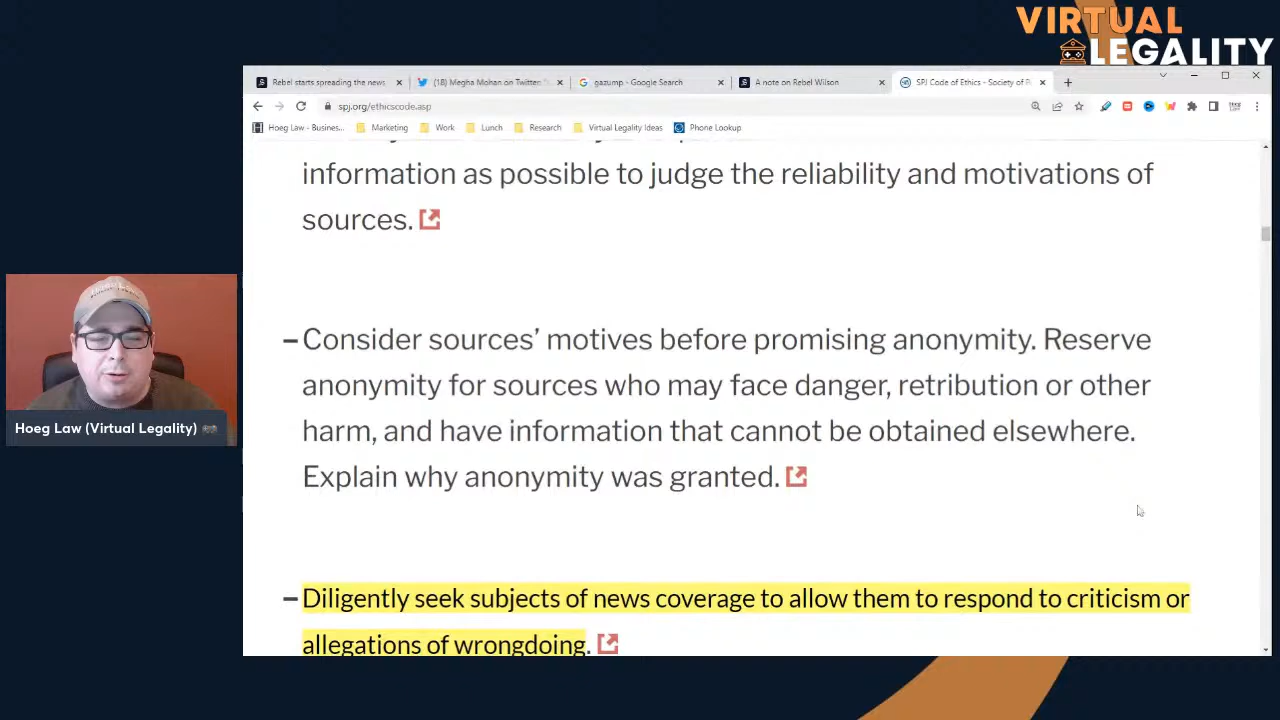 VIRTUAL
LEGALITY
Rebel starts spreading the news
(18) Megha Mohan on Twitter:
gazump - Google Search
A note on Rebel Wilson
SPJ Code of Ethics - Society of P
spj.org/ethicscode.asp
Hoeg Law - Busines...
Marketing
Work
Lunch
Research
Virtual Legality Ideas
Phone Lookup
information as possible to judge the reliability and motivations of
sources.
– Consider sources’ motives before promising anonymity. Reserve
anonymity for sources who may face danger, retribution or other
harm, and have information that cannot be obtained elsewhere.
Explain why anonymity was granted.
– Diligently seek subjects of news coverage to allow them to respond to criticism or
allegations of wrongdoing.
Hoeg Law (Virtual Legality)